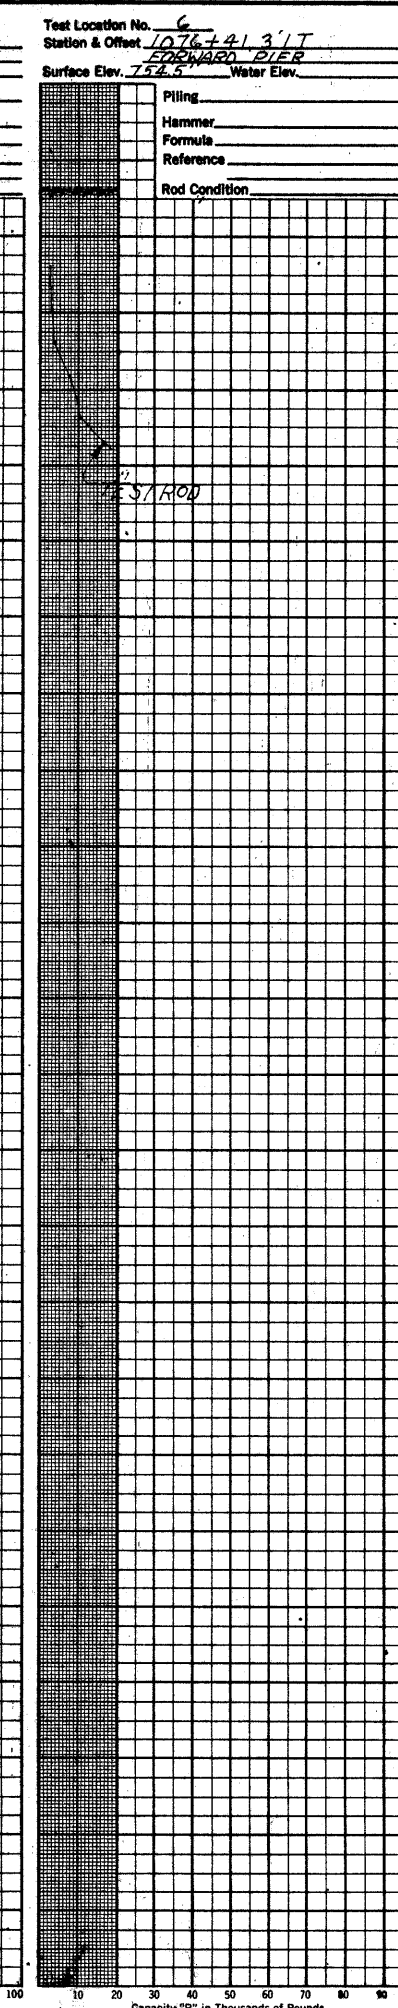 Test Location No. 6
Station & Offset 1076+41 3' LT
FORWARD PIER
Surface Elev. 754.5' Water Elev.
Piling
Hammer
Formula
Reference
Rod Condition
TEST ROD
100 10 20 30 40 50 60 70 80 90
Capacity "R" in Thousands of Pounds